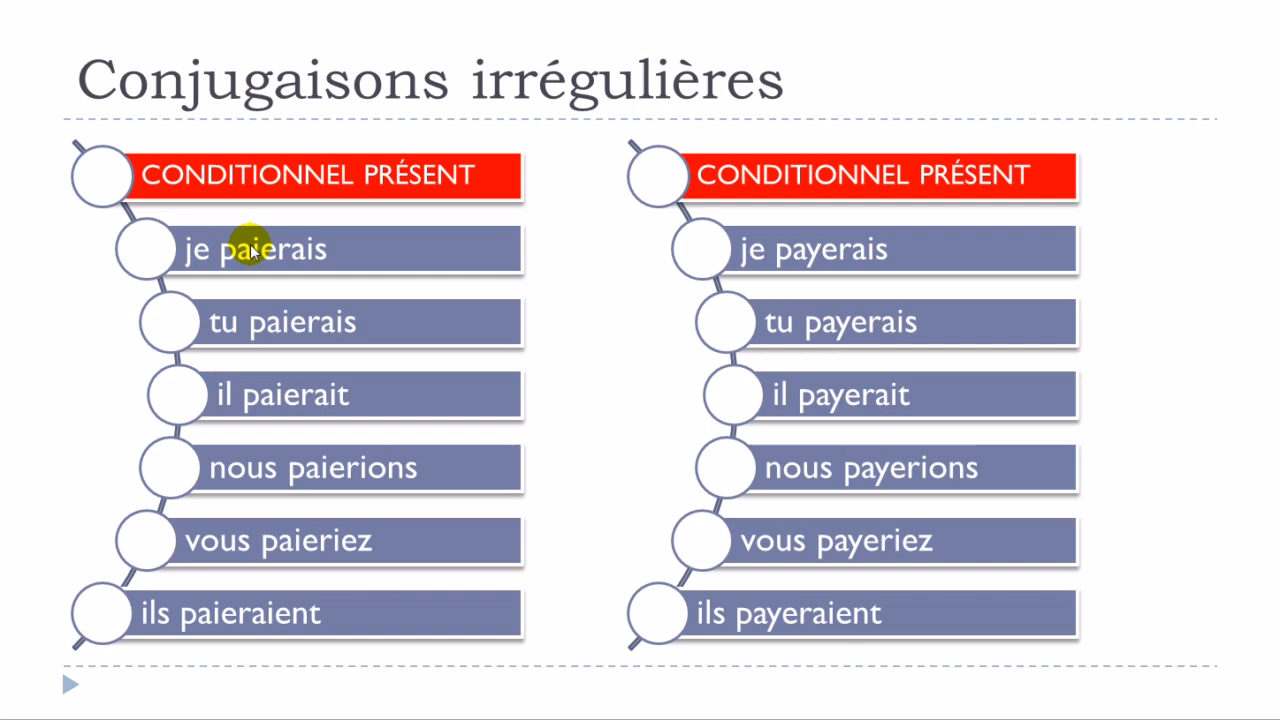 Conjugaisons irrégulières
CONDITIONNEL PRÉSENT
je paierais
tu paierais
il paierait
nous paierions
vous paieriez
ils paieraient
CONDITIONNEL PRÉSENT
je payerais
tu payerais
il payerait
nous payerions
vous payeriez
ils payeraient